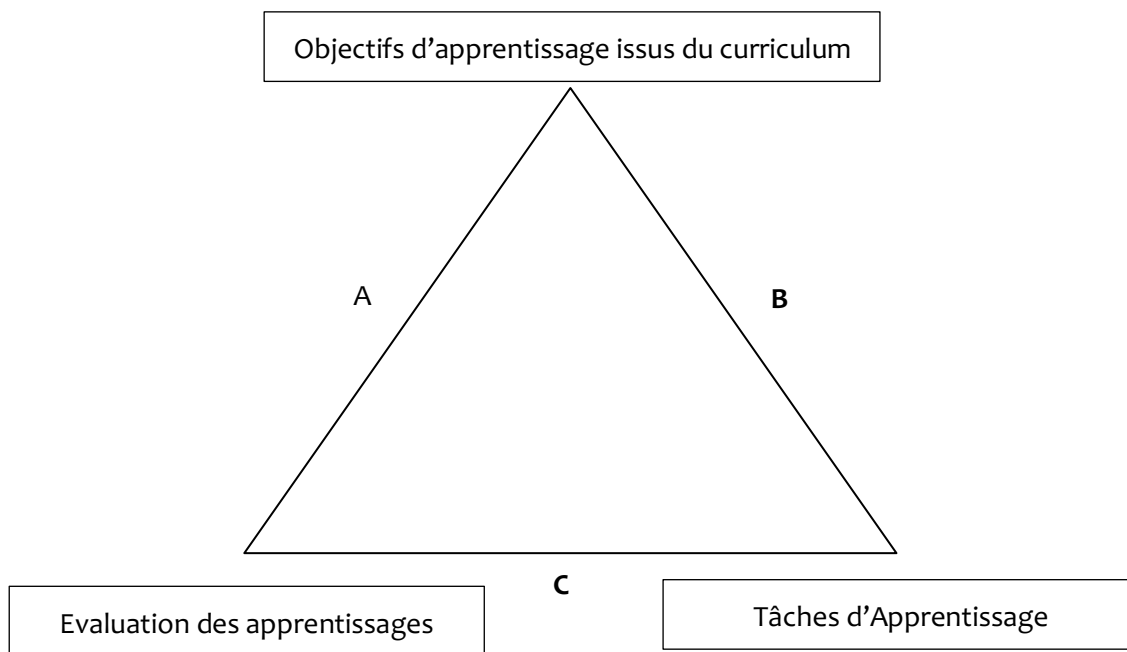 Objectifs d’apprentissage issus du curriculum
A
B
C
Evaluation des apprentissages
Tâches d’Apprentissage